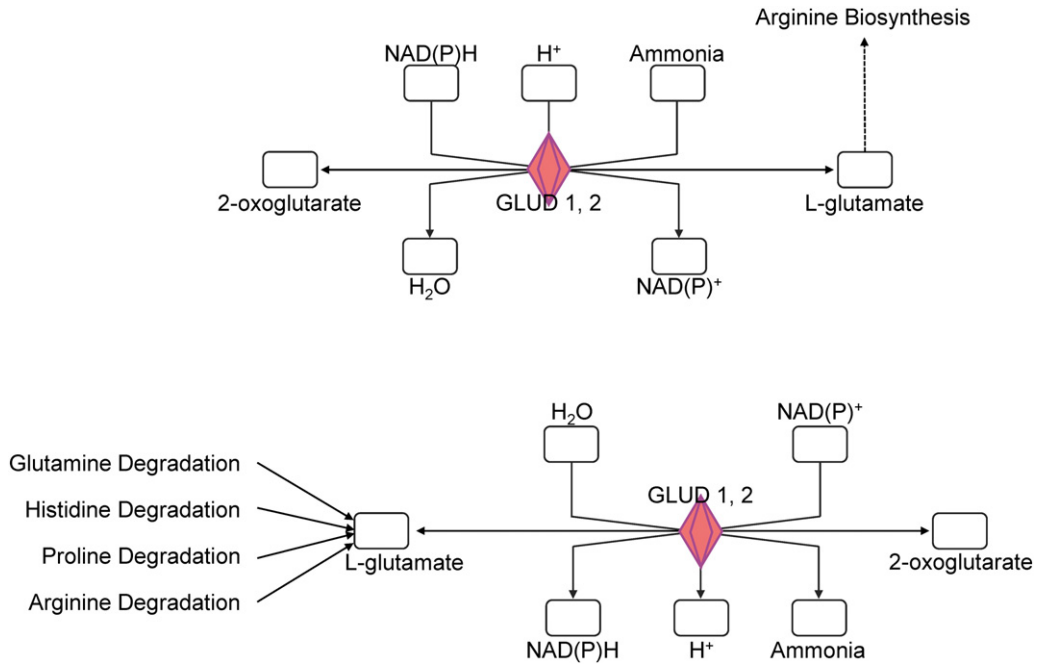 Arginine Biosynthesis
NAD(P)H
H⁺
Ammonia
2-oxoglutarate
GLUD 1, 2
L-glutamate
H₂O
NAD(P)⁺
H₂O
NAD(P)⁺
Glutamine Degradation
GLUD 1, 2
Histidine Degradation
Proline Degradation
L-glutamate
2-oxoglutarate
Arginine Degradation
NAD(P)H
H⁺
Ammonia